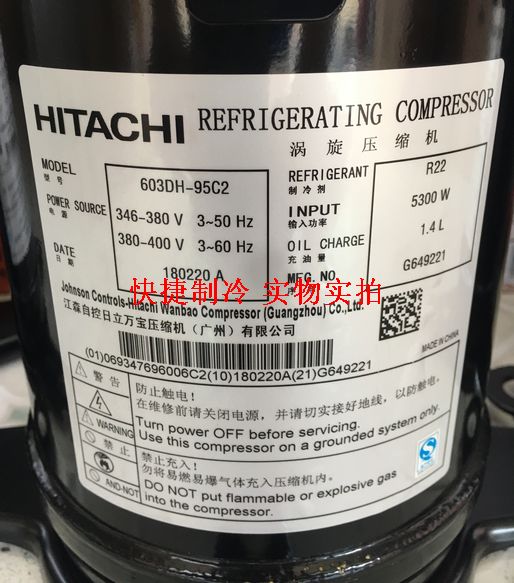 HITACHI REFRIGERATING COMPRESSOR
涡旋压缩机
MODEL 603DH-95C2
型号
POWER SOURCE 346-380 V 3~50 Hz
电源 380-400 V 3~60 Hz
DATE 180220 A
日期
REFRIGERANT R22
制冷剂
INPUT 5300 W
输入功率
OIL CHARGE 1.4 L
充油量
MFG. NO. G649221
快捷制冷 实物实拍
Johnson Controls-Hitachi Wanbao Compressor (Guangzhou) Co.,Ltd.
江森自控日立万宝压缩机（广州）有限公司
MADE IN CHINA
(01)069347696006C2(10)180220A(21)G649221
警告
WARNING
防止触电!
在维修前请关闭电源，并请切实接好地线，以防触电。
Turn power OFF before servicing.
Use this compressor on a grounded system only.
禁止
AND-NOT
禁止充入!
勿将易燃易爆气体充入压缩机内。
DO NOT put flammable or explosive gas
into the compressor.